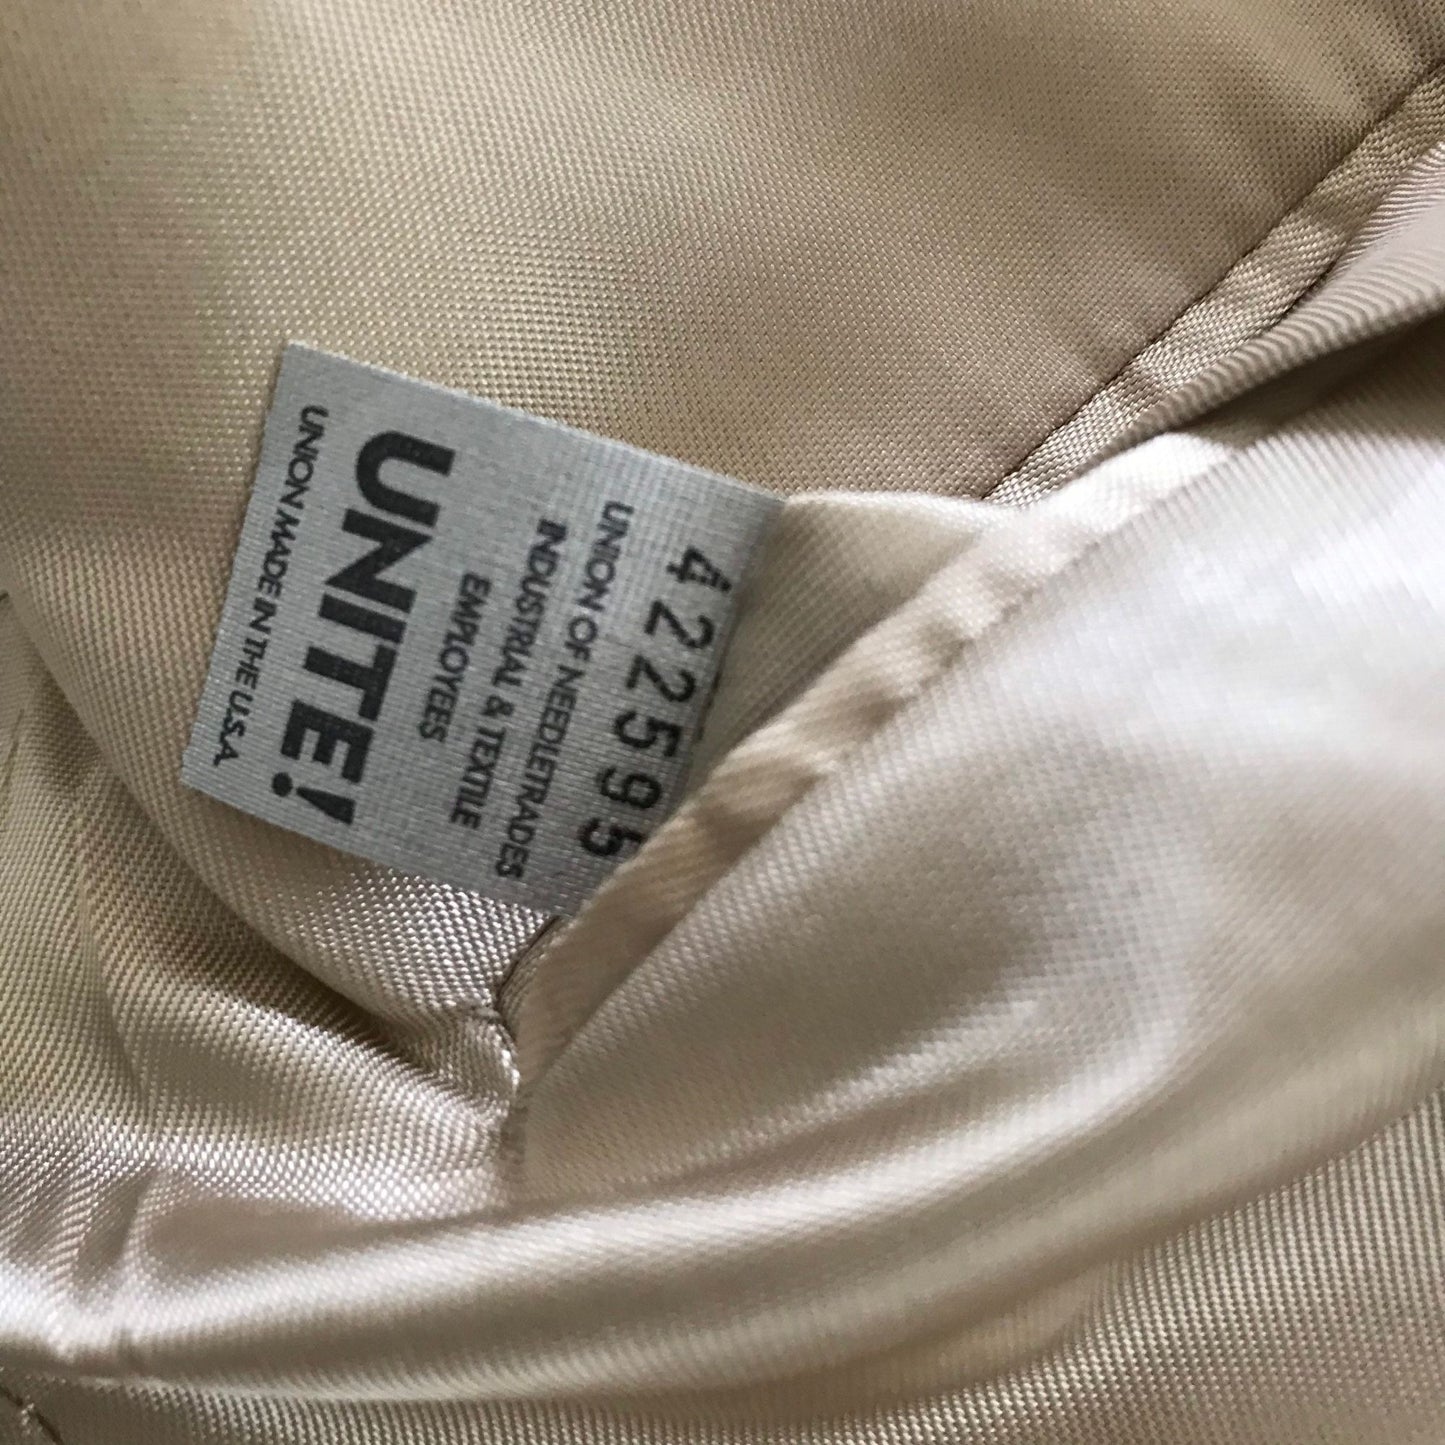 422595
UNION OF NEEDLETRADES
INDUSTRIAL & TEXTILE
EMPLOYEES
UNITE!
UNION MADE IN THE U.S.A.